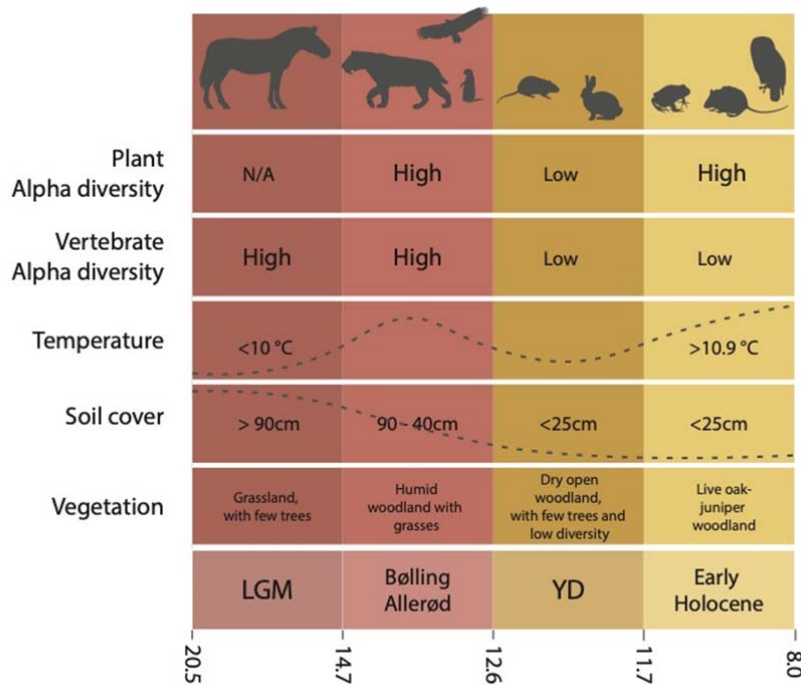 Plant
Alpha diversity
N/A
High
Low
High
Vertebrate
Alpha diversity
High
High
Low
Low
Temperature
<10 °C
>10.9 °C
Soil cover
> 90cm
90 - 40cm
<25cm
<25cm
Vegetation
Grassland,
with few trees
Humid
woodland with
grasses
Dry open
woodland,
with few trees and
low diversity
Live oak-
juniper
woodland
LGM
Bølling
Allerød
YD
Early
Holocene
20.5
14.7
12.6
11.7
8.0